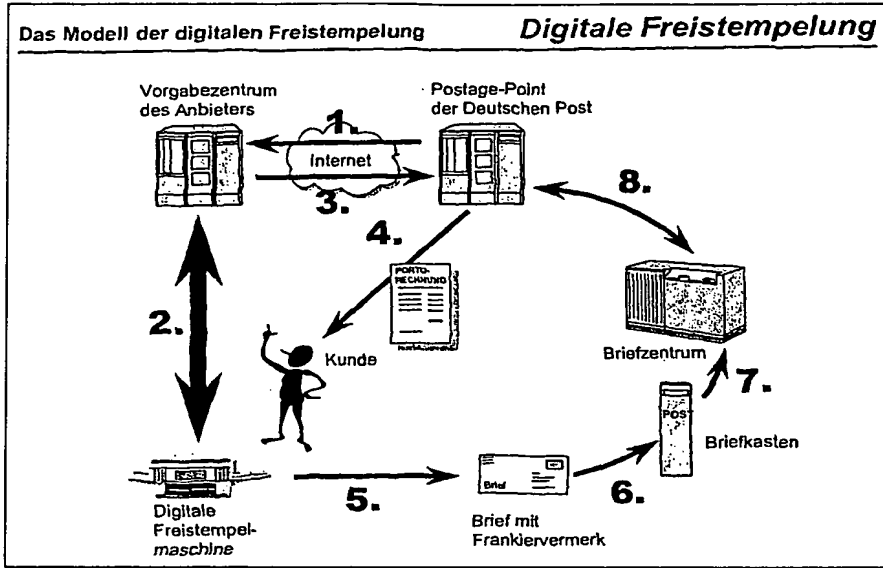 Das Modell der digitalen Freistempelung
Digitale Freistempelung
Vorgabezentrum
des Anbieters
Postage-Point
der Deutschen Post
1.
Internet
3.
8.
4.
PORTO-
RECHNUNG
2.
Kunde
Briefzentrum
7.
POST
Briefkasten
Brief
5.
6.
Digitale
Freistempel-
maschine
Brief mit
Frankiervermerk